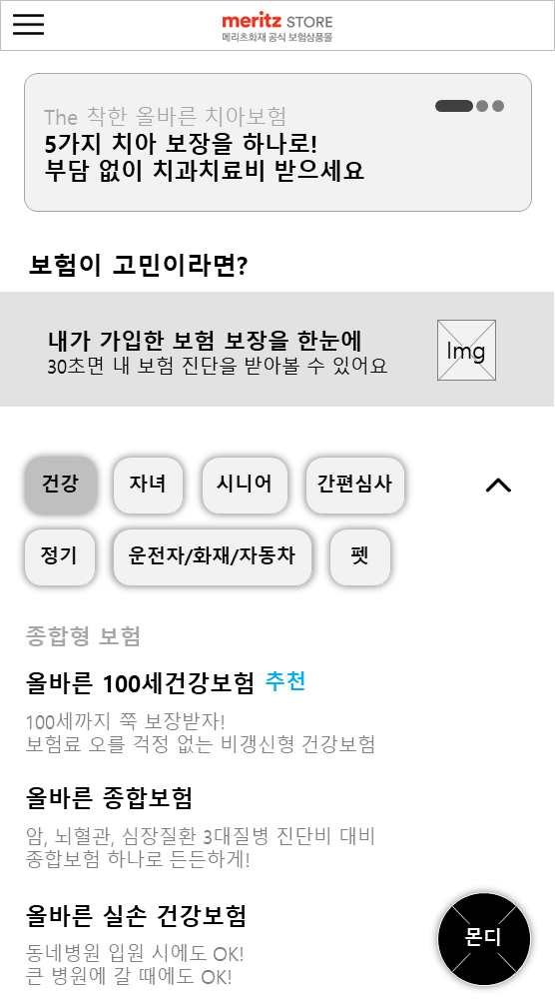 meritz STORE
메리츠화재 공식 보험상품몰
The 착한 올바른 치아보험
5가지 치아 보장을 하나로!
부담 없이 치과치료비 받으세요
보험이 고민이라면?
내가 가입한 보험 보장을 한눈에
30초면 내 보험 진단을 받아볼 수 있어요
Img
건강 자녀 시니어 간편심사
정기 운전자/화재/자동차 펫
종합형 보험
올바른 100세건강보험 추천
100세까지 쭉 보장받자!
보험료 오를 걱정 없는 비갱신형 건강보험
올바른 종합보험
암, 뇌혈관, 심장질환 3대질병 진단비 대비
종합보험 하나로 든든하게!
올바른 실손 건강보험
동네병원 입원 시에도 OK!
큰 병원에 갈 때에도 OK!
몬디